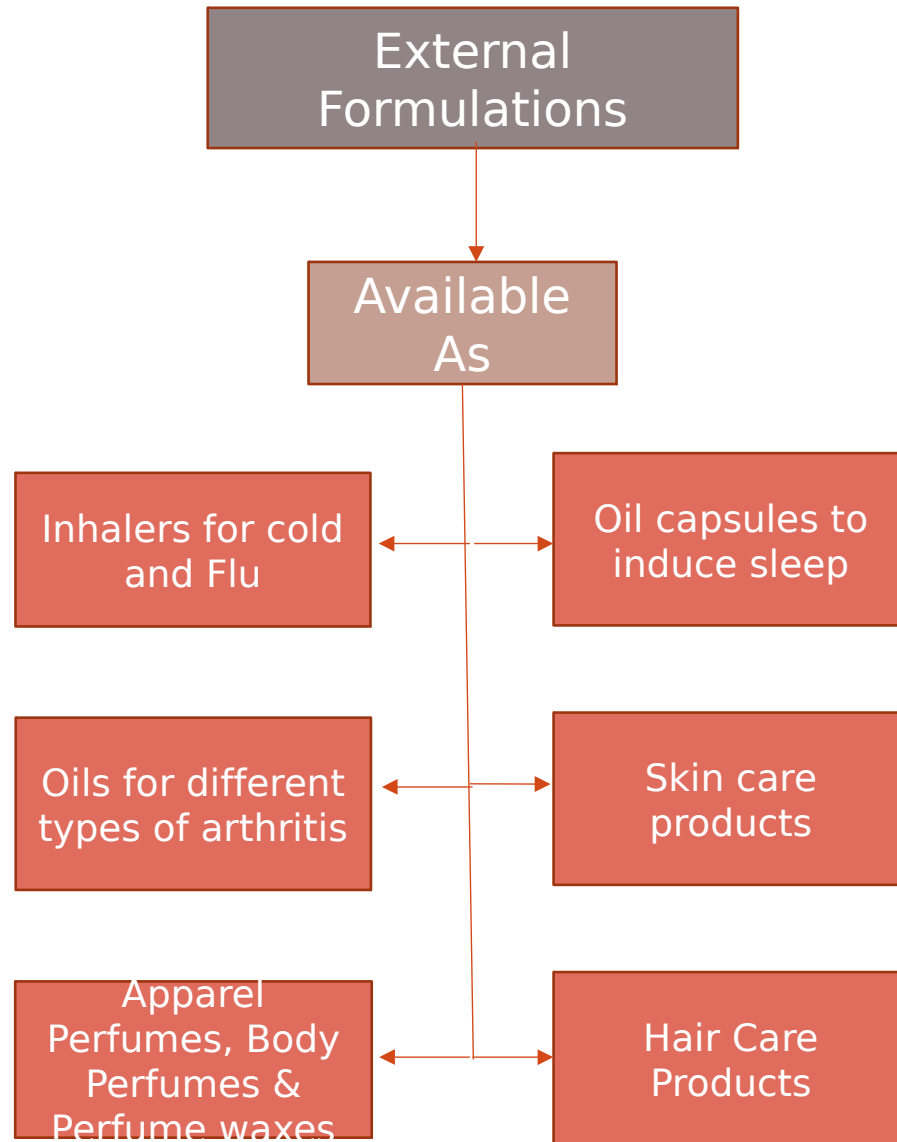 External
Formulations
Available
As
Inhalers for cold
and Flu
Oil capsules to
induce sleep
Oils for different
types of arthritis
Skin care
products
Apparel
Perfumes, Body
Perfumes &
Perfume waxes
Hair Care
Products